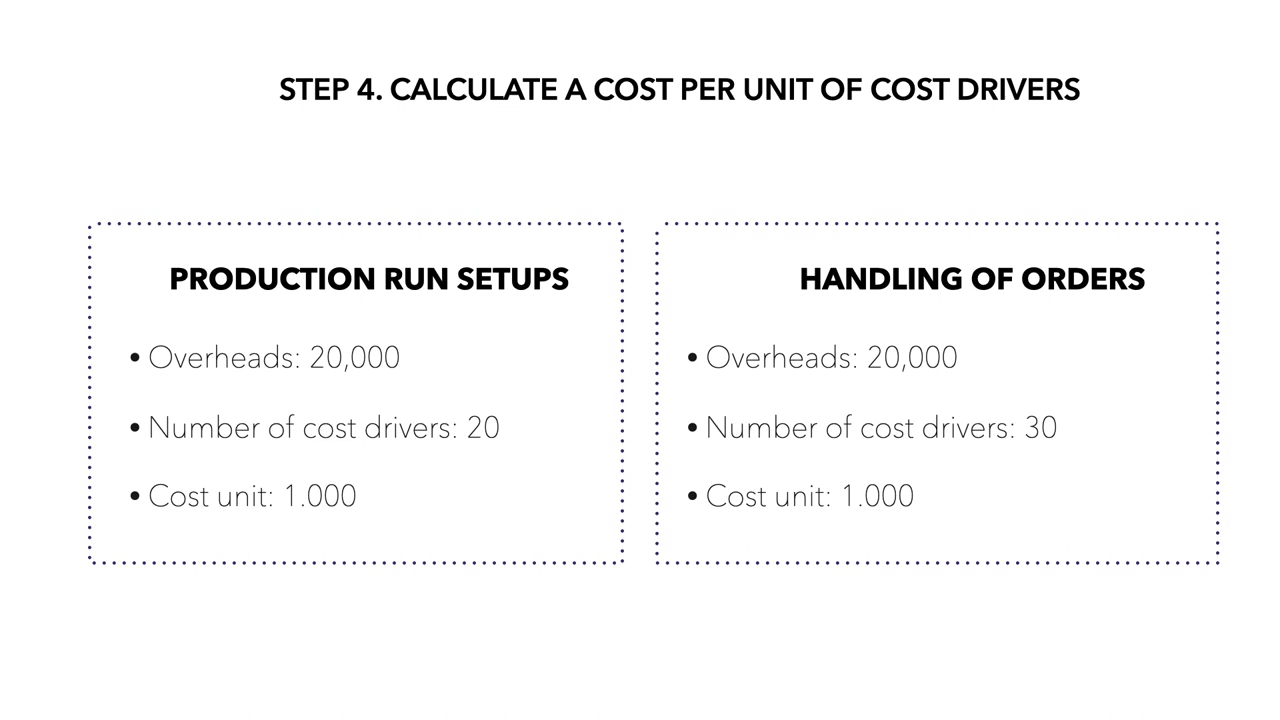 STEP 4. CALCULATE A COST PER UNIT OF COST DRIVERS
PRODUCTION RUN SETUPS
• Overheads: 20,000
• Number of cost drivers: 20
• Cost unit: 1.000
HANDLING OF ORDERS
• Overheads: 20,000
• Number of cost drivers: 30
• Cost unit: 1.000